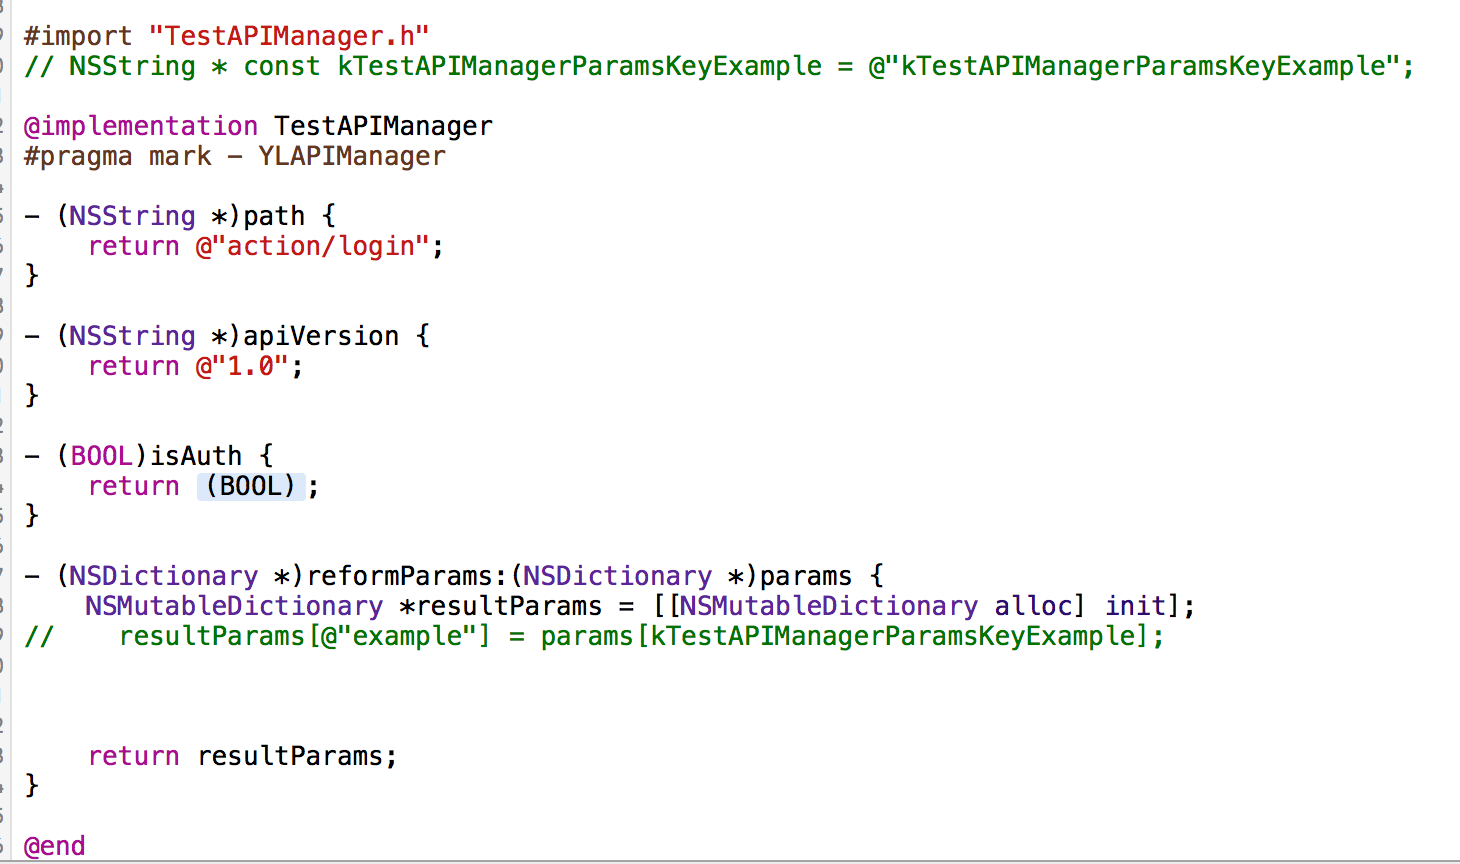 #import "TestAPIManager.h"
// NSString * const kTestAPIManagerParamsKeyExample = @"kTestAPIManagerParamsKeyExample";
@implementation TestAPIManager
#pragma mark - YLAPIManager
- (NSString *)path {
    return @"action/login";
}
- (NSString *)apiVersion {
    return @"1.0";
}
- (BOOL)isAuth {
    return (BOOL);
}
- (NSDictionary *)reformParams:(NSDictionary *)params {
    NSMutableDictionary *resultParams = [[NSMutableDictionary alloc] init];
//    resultParams[@"example"] = params[kTestAPIManagerParamsKeyExample];
    return resultParams;
}
@end